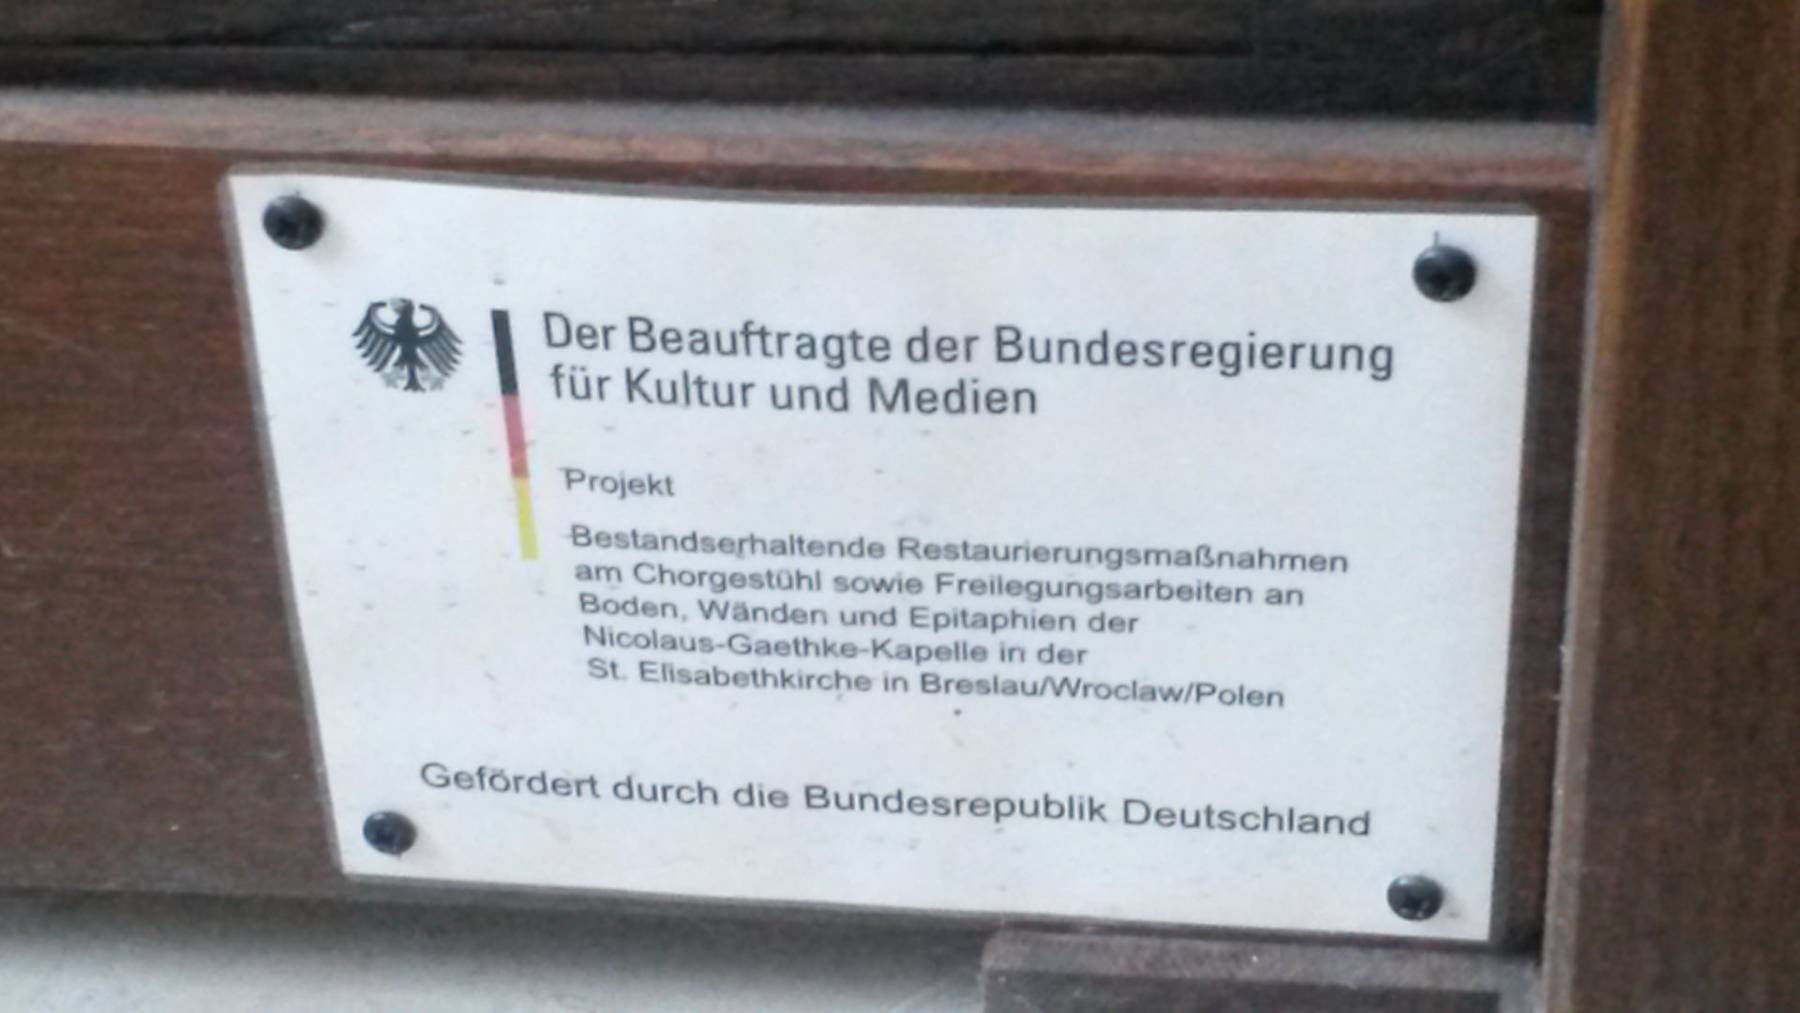 Der Beauftragte der Bundesregierung
für Kultur und Medien
Projekt
Bestandserhaltende Restaurierungsmaßnahmen
am Chorgestühl sowie Freilegungsarbeiten an
Boden, Wänden und Epitaphien der
Nicolaus-Gaethke-Kapelle in der
St. Elisabethkirche in Breslau/Wroclaw/Polen
Gefördert durch die Bundesrepublik Deutschland